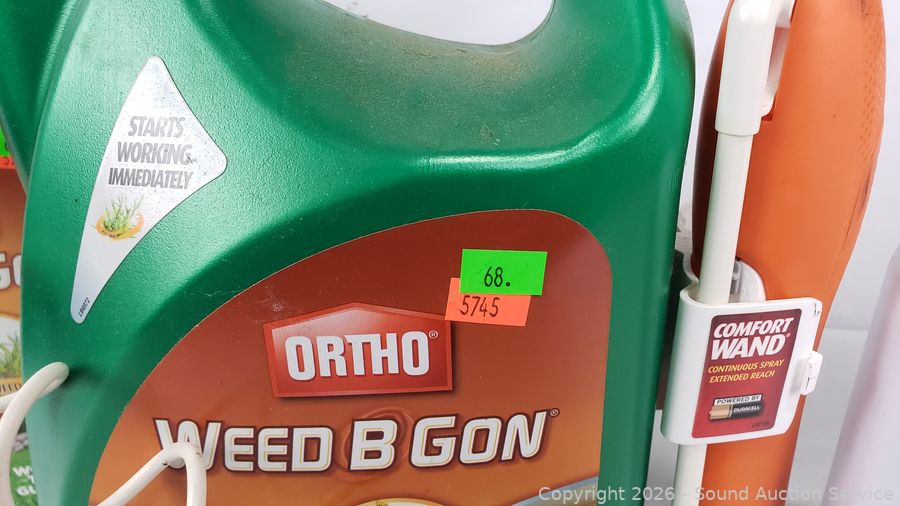 STARTS
WORKING
IMMEDIATELY
L84972
68.
5745
ORTHO®
WEED B GON®
COMFORT
WAND®
CONTINUOUS SPRAY
EXTENDED REACH
POWERED BY
DURACELL
Copyright 2026 - Sound Auction Service